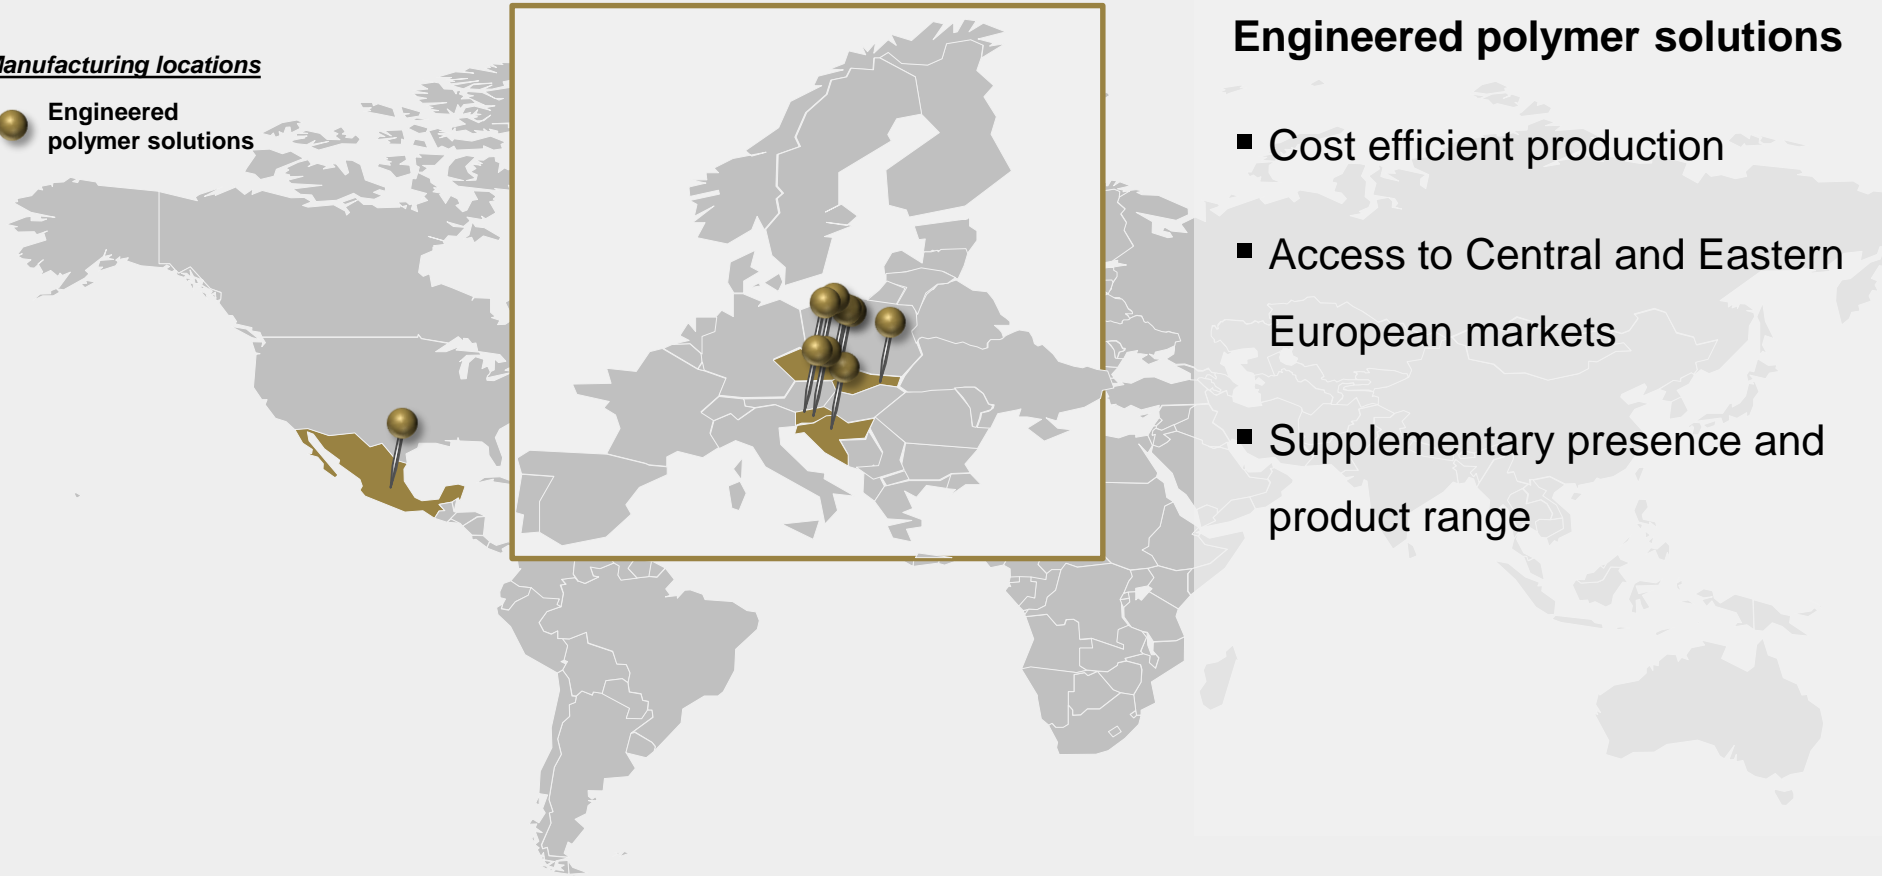 Manufacturing locations
Engineered
polymer solutions
Engineered polymer solutions
▪ Cost efficient production
▪ Access to Central and Eastern
European markets
▪ Supplementary presence and
product range